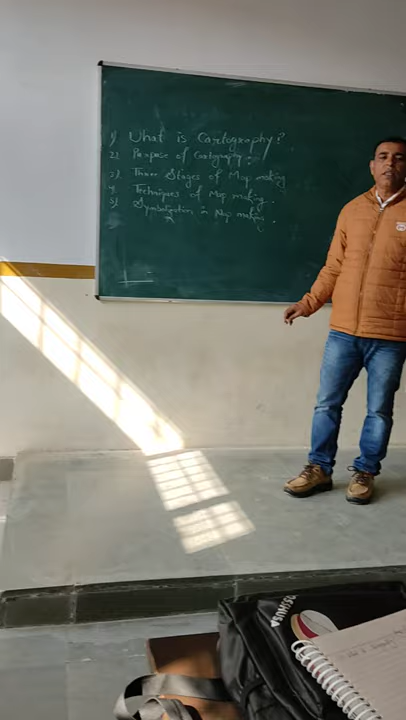 1) What is Cartography?
2) Purpose of Cartography.
3) Three Stages of Map making
4) Techniques of Map making.
5) Symbolization in Map making.
OSHUSA